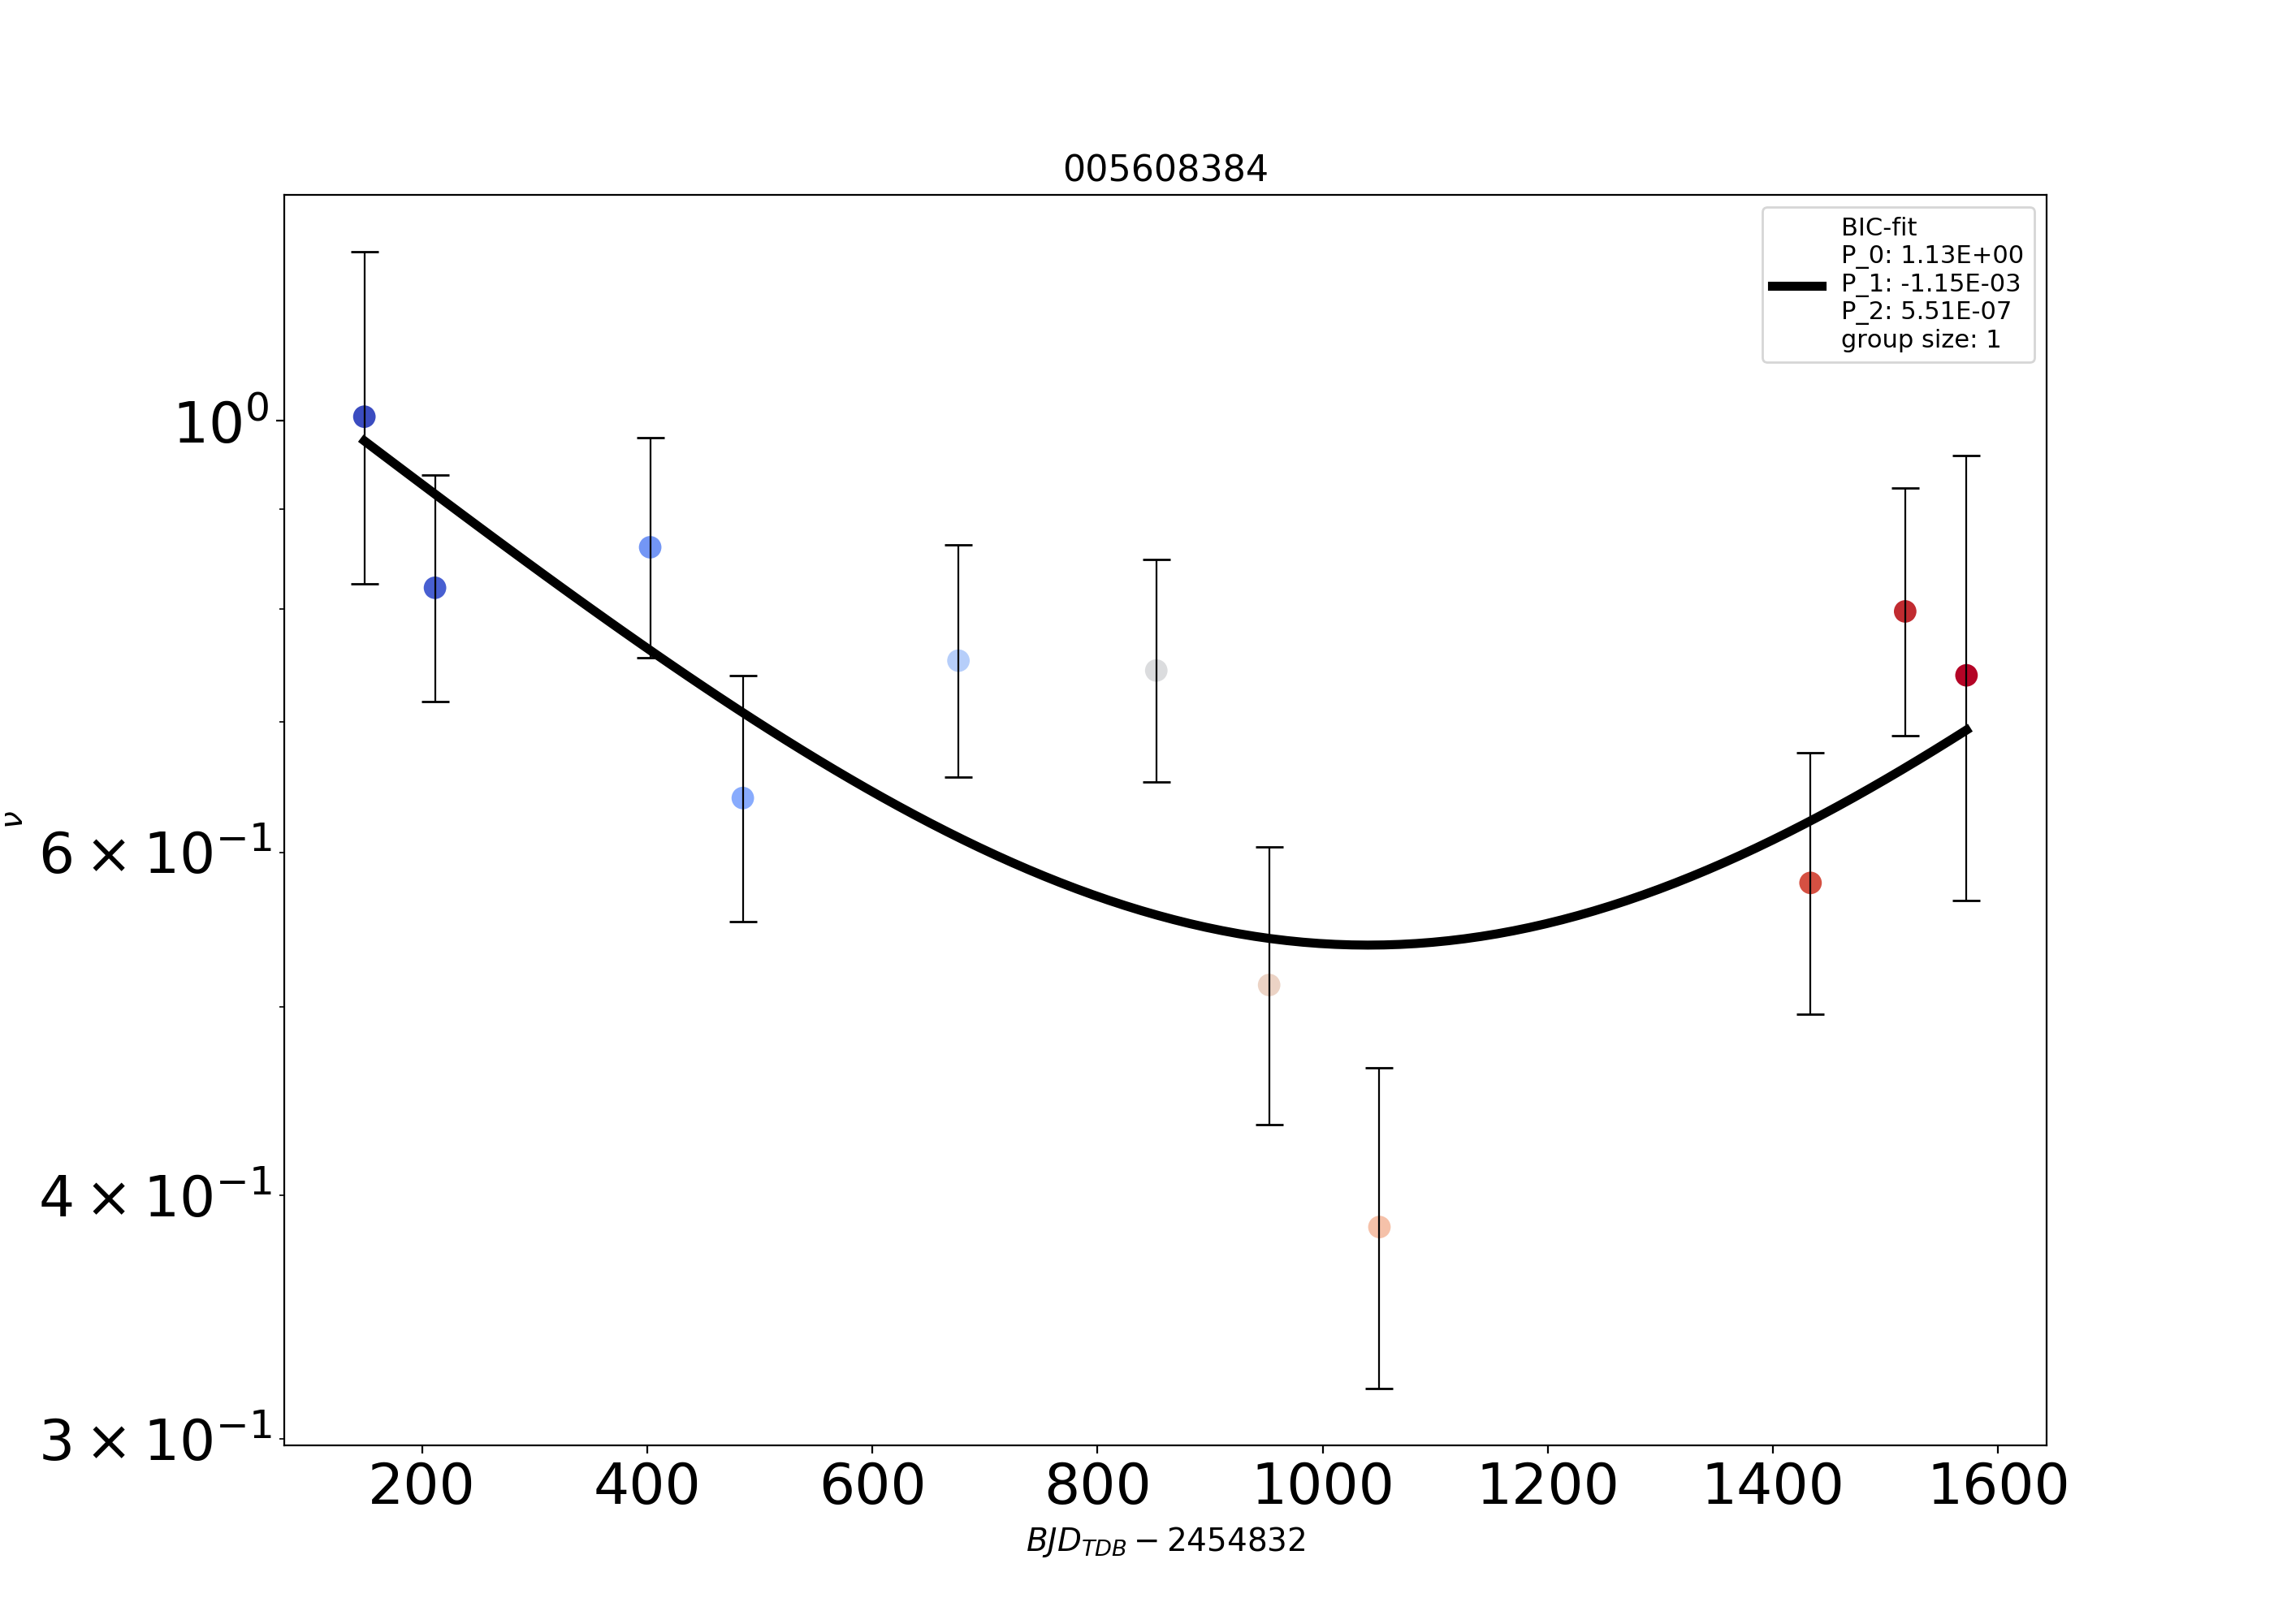 005608384
BIC-fit
P_0: 1.13E+00
P_1: -1.15E-03
P_2: 5.51E-07
group size: 1
10⁰
6 × 10⁻¹
4 × 10⁻¹
3 × 10⁻¹
ν
200 400 600 800 1000 1200 1400 1600
BJD_TDB − 2454832